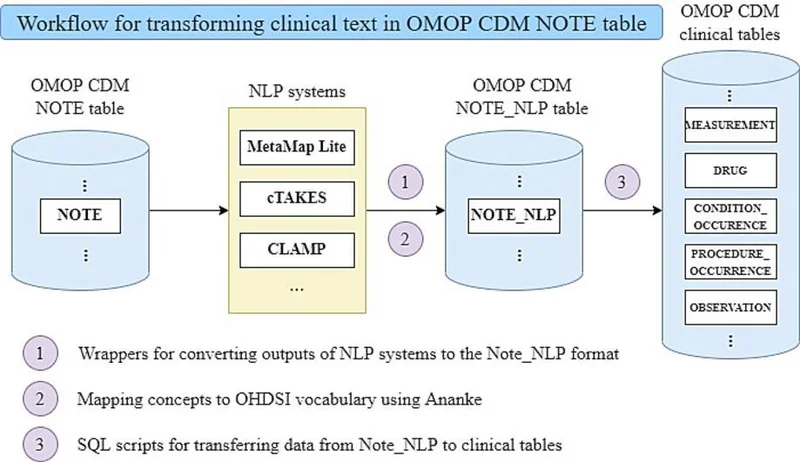 Workflow for transforming clinical text in OMOP CDM NOTE table
OMOP CDM
NOTE table
NOTE
NLP systems
MetaMap Lite
cTAKES
CLAMP
...
1
2
OMOP CDM
NOTE_NLP table
NOTE_NLP
3
OMOP CDM
clinical tables
MEASUREMENT
DRUG
CONDITION_
OCCURENCE
PROCEDURE_
OCCURRENCE
OBSERVATION
1 Wrappers for converting outputs of NLP systems to the Note_NLP format
2 Mapping concepts to OHDSI vocabulary using Ananke
3 SQL scripts for transferring data from Note_NLP to clinical tables